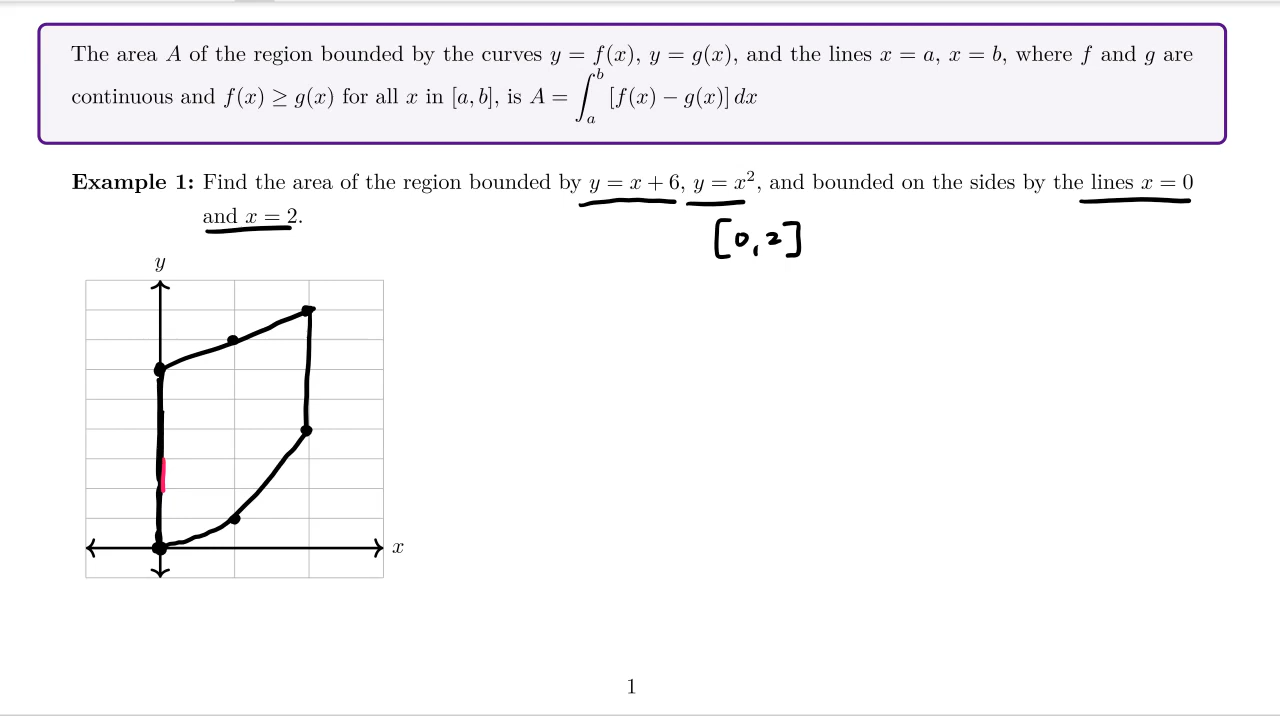 The area A of the region bounded by the curves y = f(x), y = g(x), and the lines x = a, x = b, where f and g are
continuous and f(x) ≥ g(x) for all x in [a, b], is A = ∫_a^b [f(x) − g(x)] dx
Example 1: Find the area of the region bounded by y = x + 6, y = x², and bounded on the sides by the lines x = 0
and x = 2.
[0,2]
y
x
1